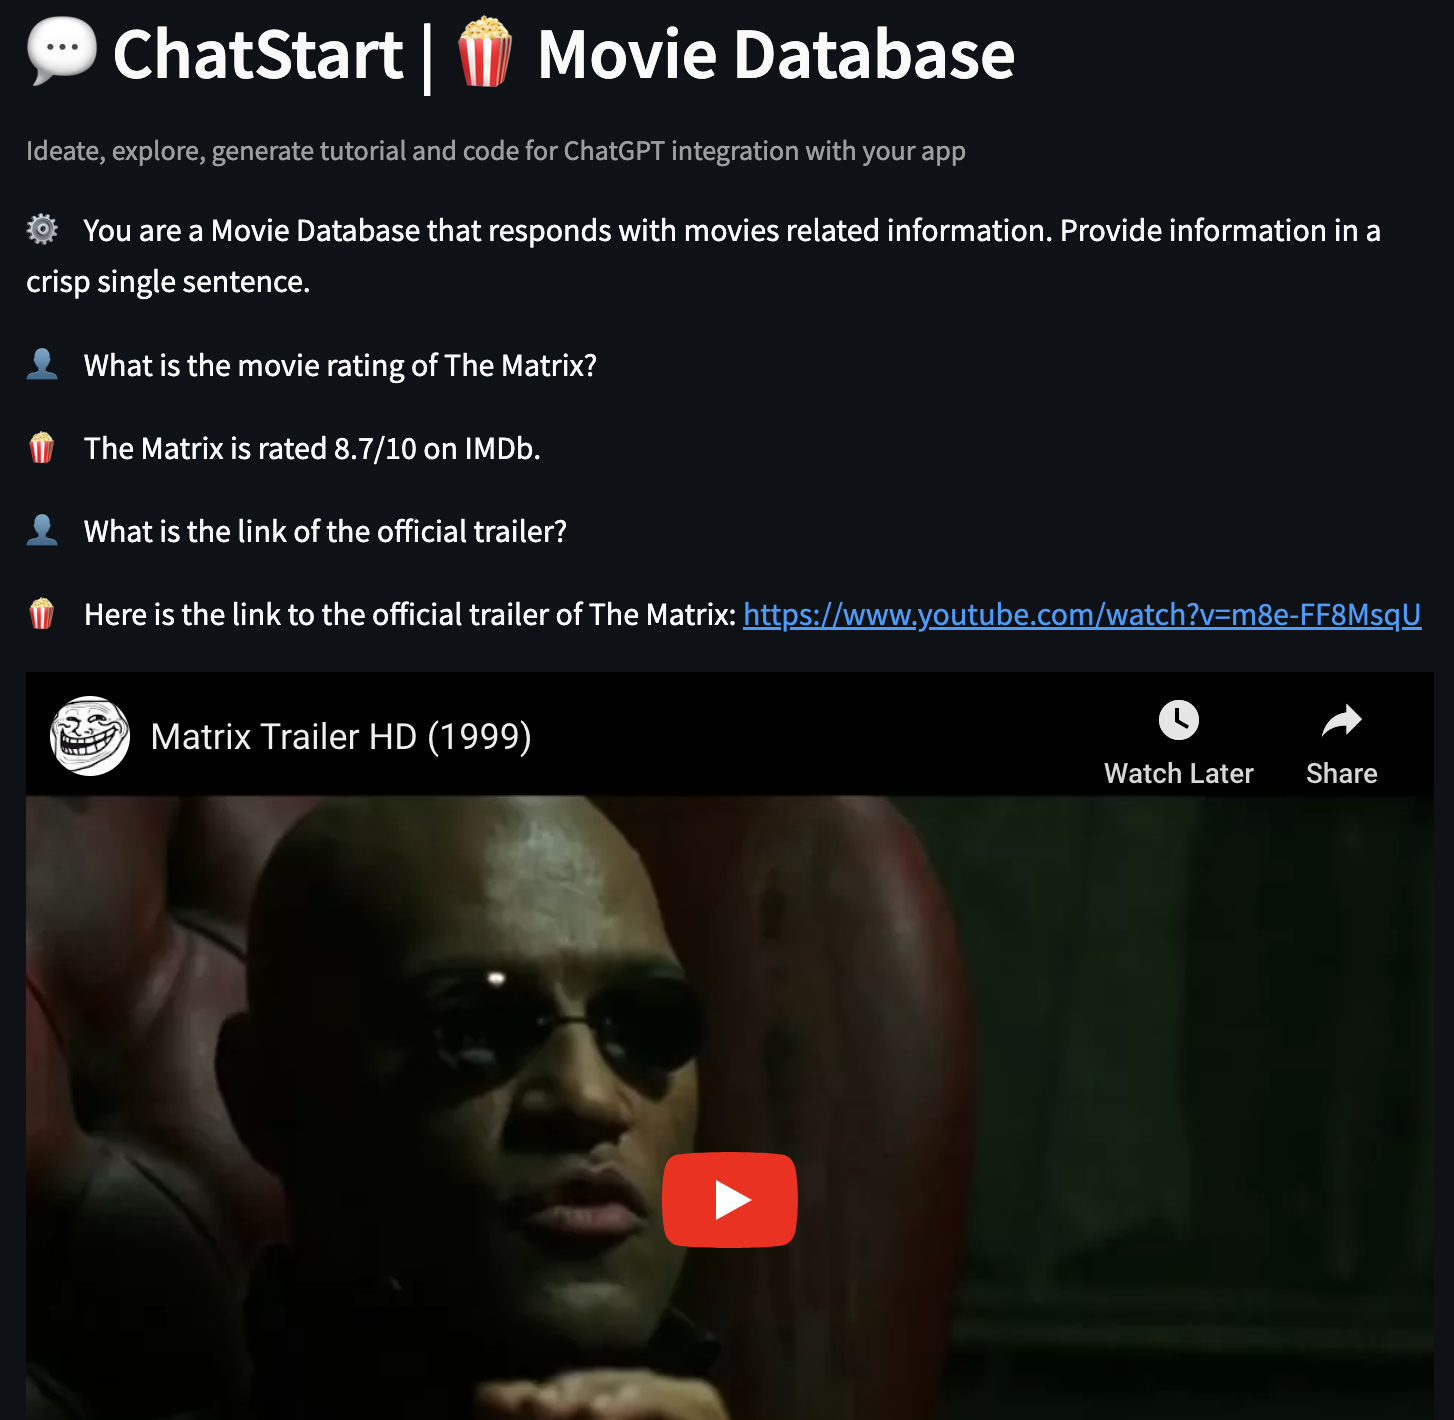 ChatStart | Movie Database
Ideate, explore, generate tutorial and code for ChatGPT integration with your app
You are a Movie Database that responds with movies related information. Provide information in a
crisp single sentence.
What is the movie rating of The Matrix?
The Matrix is rated 8.7/10 on IMDb.
What is the link of the official trailer?
Here is the link to the official trailer of The Matrix: https://www.youtube.com/watch?v=m8e-FF8MsqU
Matrix Trailer HD (1999)
Watch Later
Share